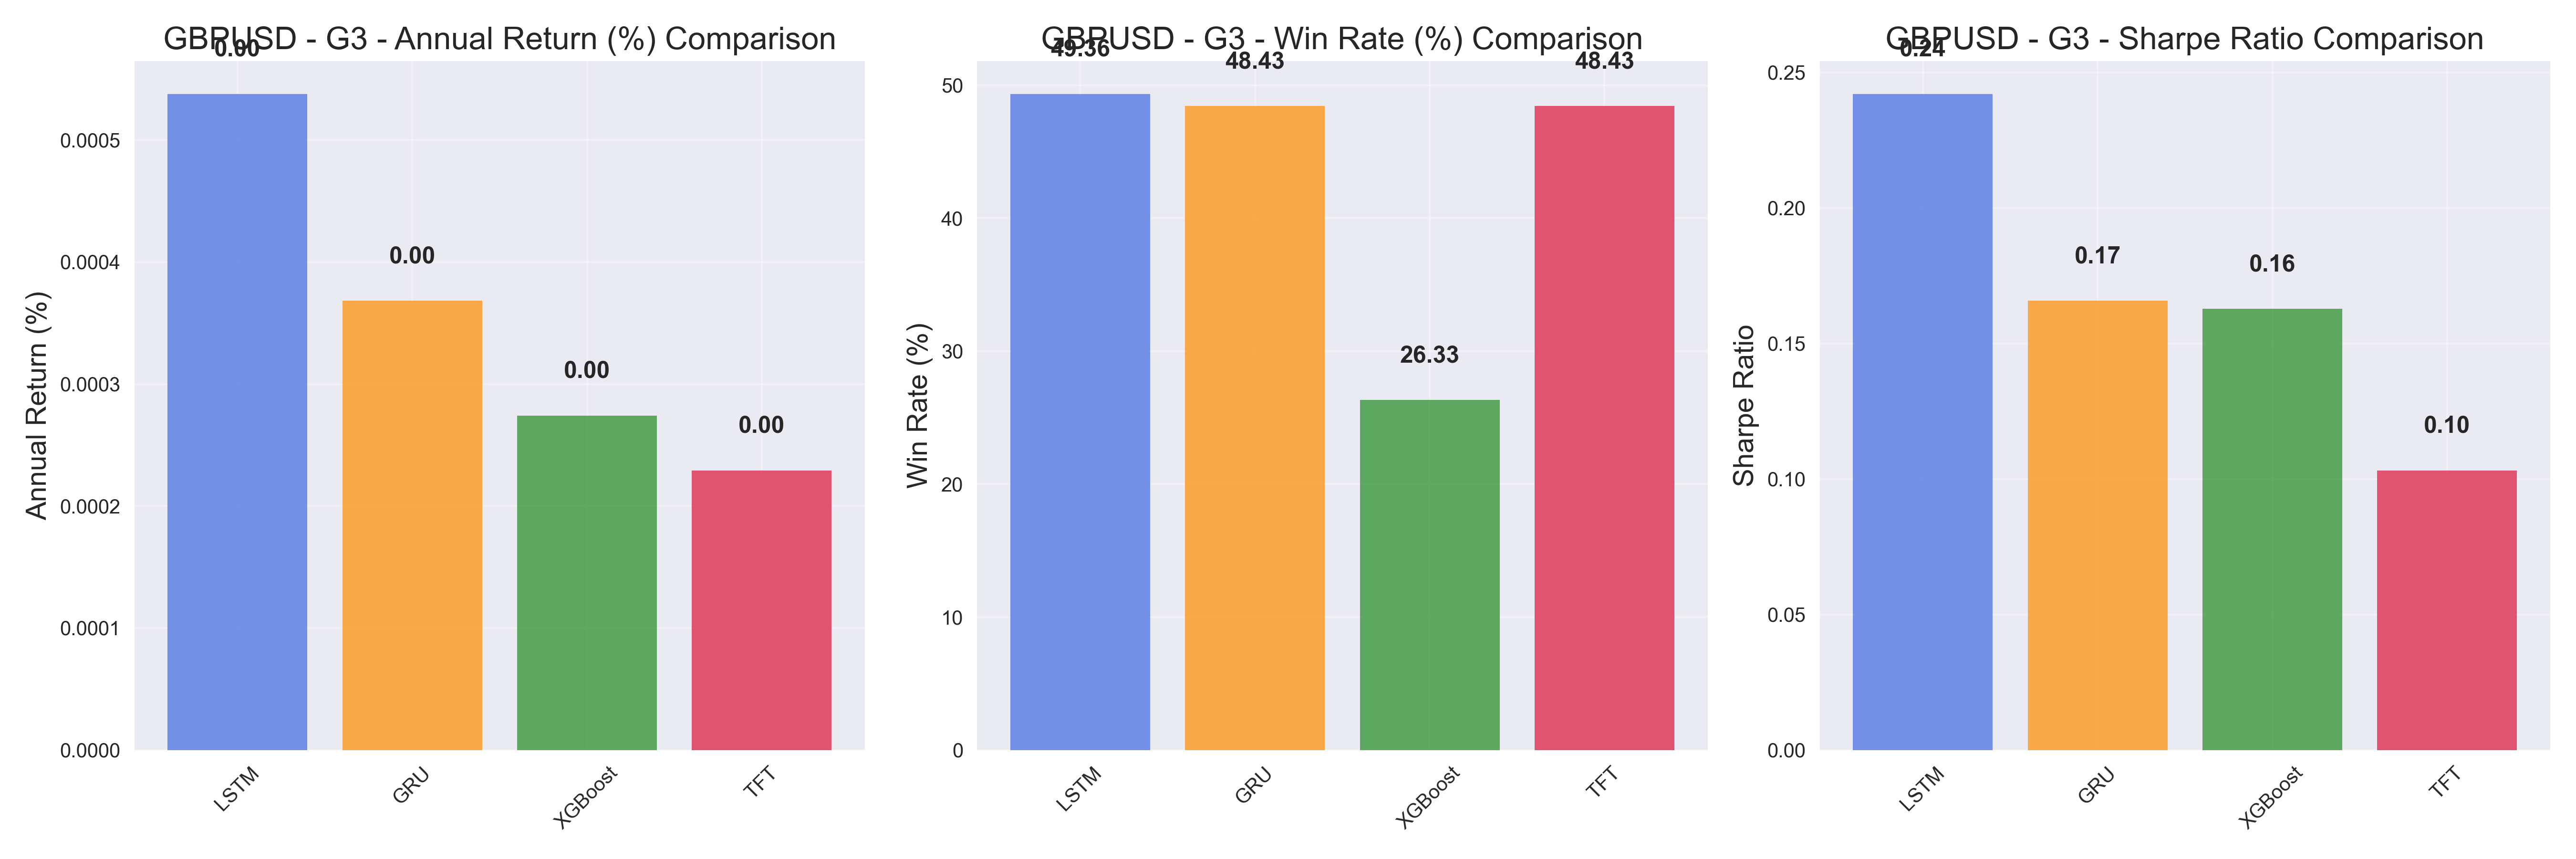 GBPUSD - G3 - Annual Return (%) Comparison
0.00
0.00
0.00
0.00
Annual Return (%)
0.0005
0.0004
0.0003
0.0002
0.0001
0.0000
LSTM
GRU
XGBoost
TFT
GBPUSD - G3 - Win Rate (%) Comparison
49.36
48.43
26.33
48.43
Win Rate (%)
50
40
30
20
10
0
LSTM
GRU
XGBoost
TFT
GBPUSD - G3 - Sharpe Ratio Comparison
0.24
0.17
0.16
0.10
Sharpe Ratio
0.25
0.20
0.15
0.10
0.05
0.00
LSTM
GRU
XGBoost
TFT